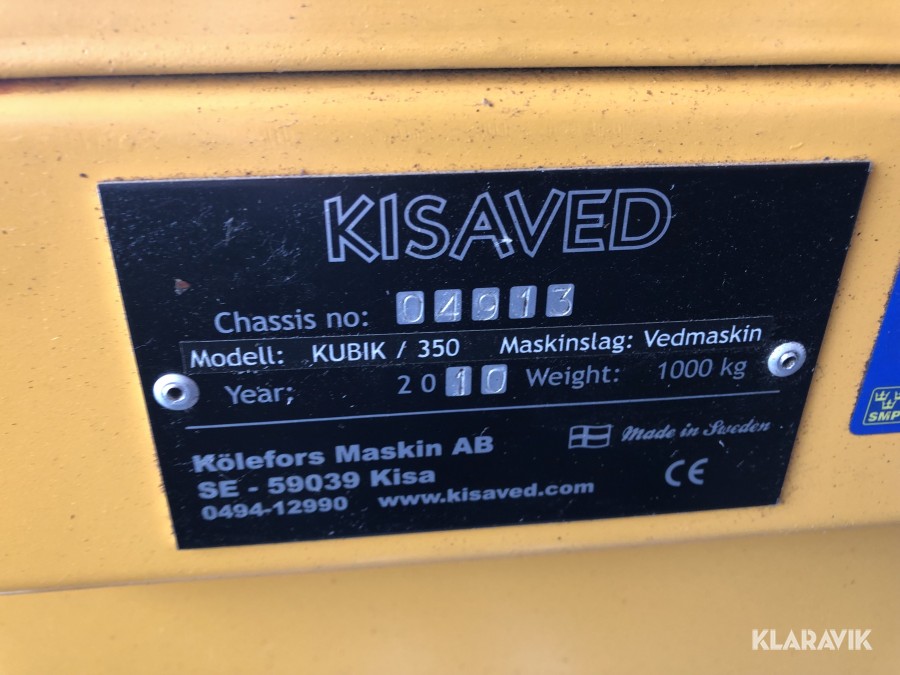 KISAVED
Chassis no: 04913
Modell: KUBIK / 350 Maskinslag: Vedmaskin
Year; 2010 Weight: 1000 kg
Kölefors Maskin AB
Made in Sweden
SE - 59039 Kisa
0494-12990 www.kisaved.com
CE
SMP
KLARAVIK